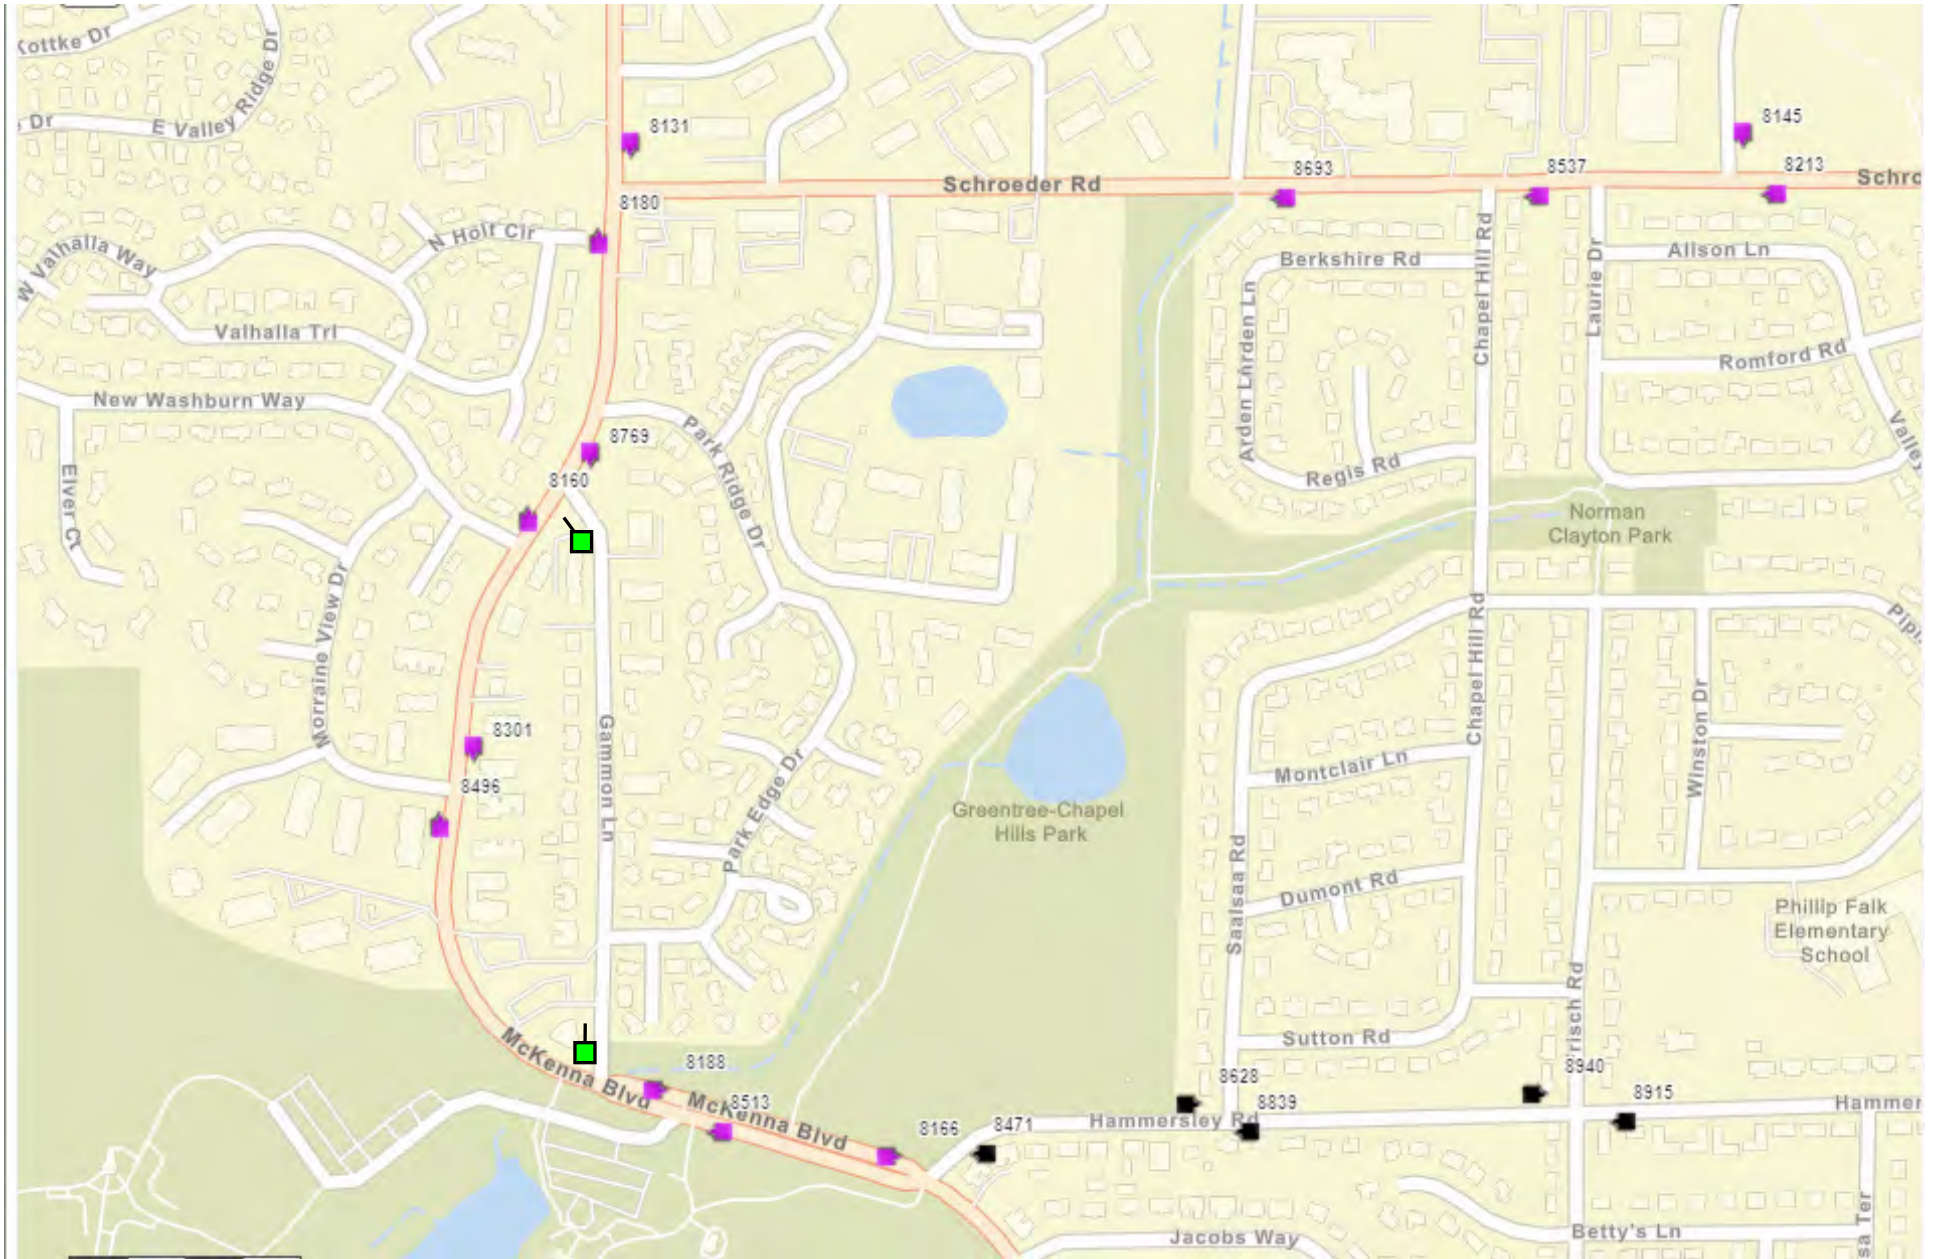 Kottke Dr
E Valley Ridge Dr
Dr
8131
8145
8693
8537
8213
Schroeder Rd
Schro
8180
N Holt Cir
W Valhalla Way
Valhalla Trl
New Washburn Way
Elver Ct
Berkshire Rd
Chapel Hill Rd
Laurie Dr
Allson Ln
Romford Rd
Valley
Arden Ln
rden Ln
Regis Rd
8769
8160
Park Ridge Dr
Norman
Clayton Park
Morraine View Dr
Chapel Hill Rd
Winston Dr
8301
8496
Gammon Ln
Park Edge Dr
Montclair Ln
Greentree-Chapel
Hills Park
Dumont Rd
Saalsaa Rd
Phillip Falk
Elementary
School
McKenna Blvd
8188
McKenna Blvd
8513
8166
8471
8628
8839
Hammersley Rd
Sutton Rd
Frisch Rd
8940
8915
Hammer
Jacobs Way
Betty's Ln
sa Ter